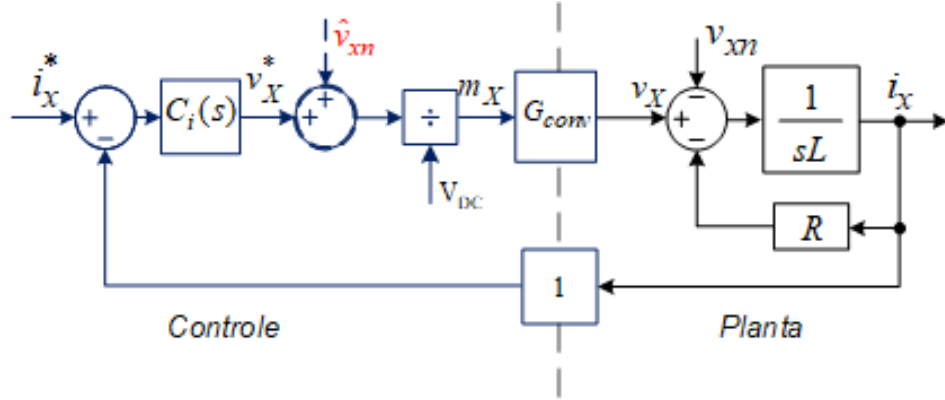 v̂xn
i*x + − Ci(s) v*X + + ÷ mX Gconv vX + − − vxn 1/sL ix
VDC
R
1
Controle Planta